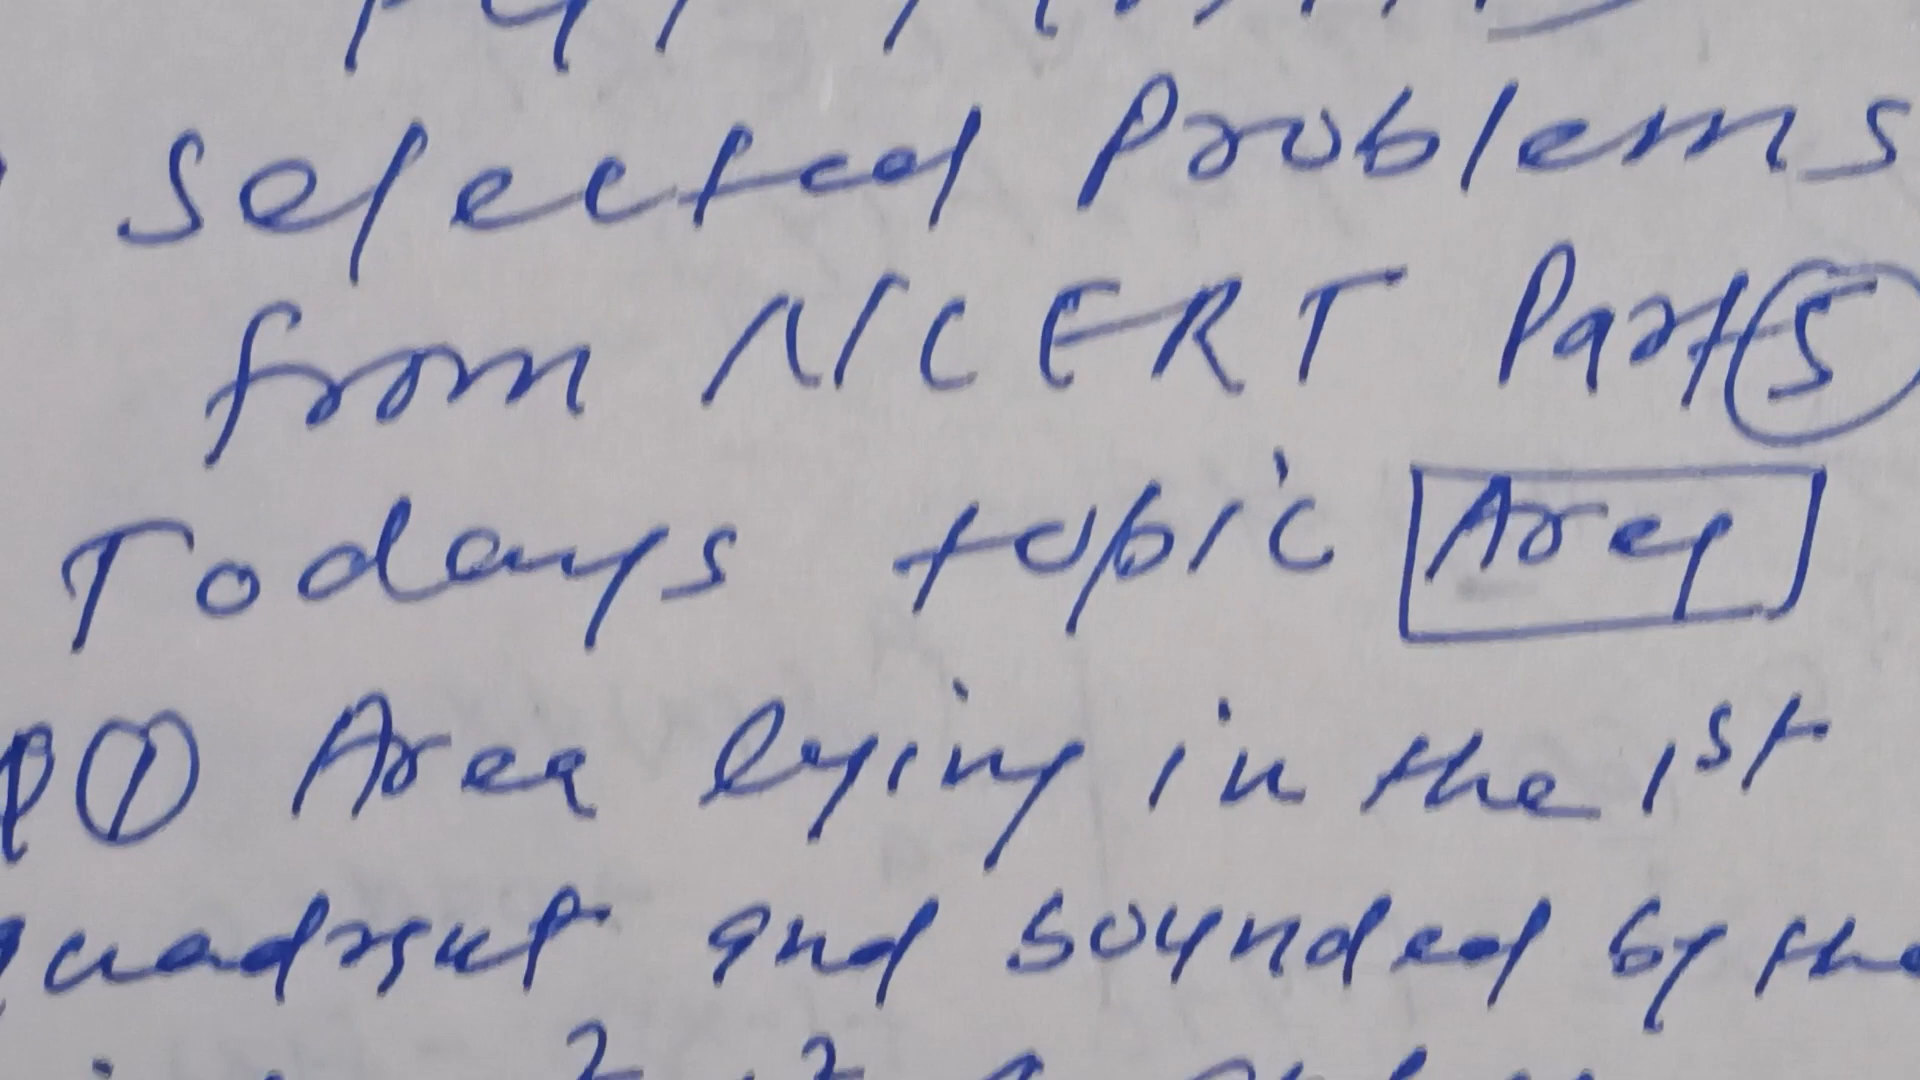 Selected Problems
from NCERT Part 5
Todays topic Area
P 1 Area lying in the 1st
quadrant and bounded by the